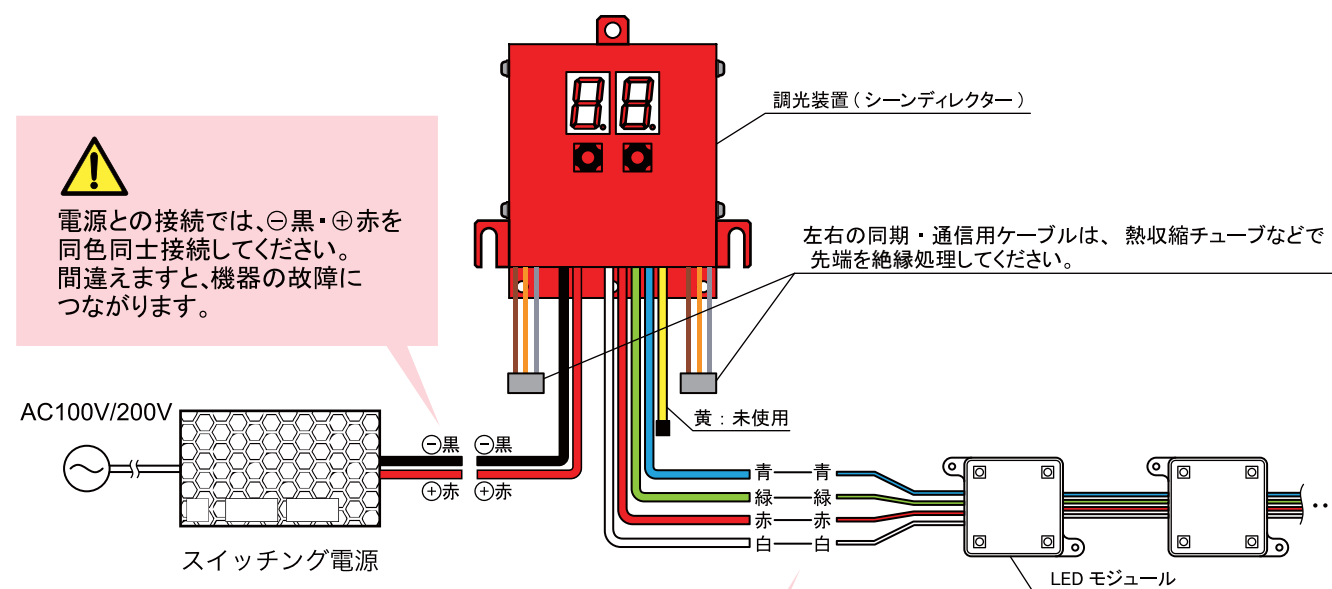 調光装置（シーンディレクター）
電源との接続では、⊖黒・⊕赤を
同色同士接続してください。
間違えますと、機器の故障に
つながります。
左右の同期・通信用ケーブルは、熱収縮チューブなどで
先端を絶縁処理してください。
AC100V/200V
黄：未使用
⊖黒 ⊖黒
⊕赤 ⊕赤
青 青
緑 緑
赤 赤
白 白
スイッチング電源
LED モジュール